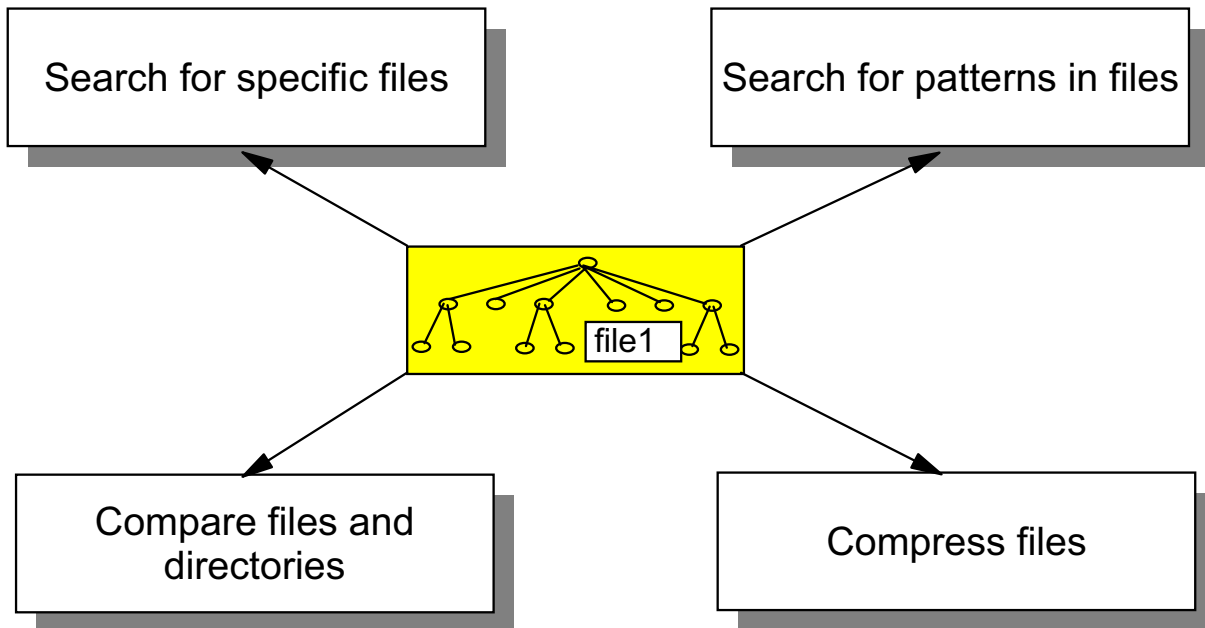 Search for specific files
Search for patterns in files
file1
Compare files and
directories
Compress files